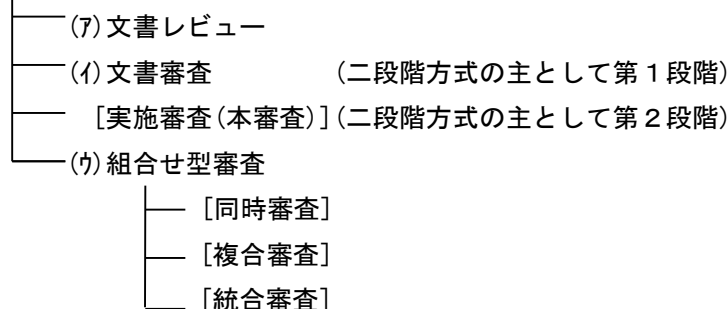 (ｱ)文書レビュー
(ｲ)文書審査 (二段階方式の主として第１段階)
[実施審査(本審査)](二段階方式の主として第２段階)
(ｳ)組合せ型審査
[同時審査]
[複合審査]
[統合審査]